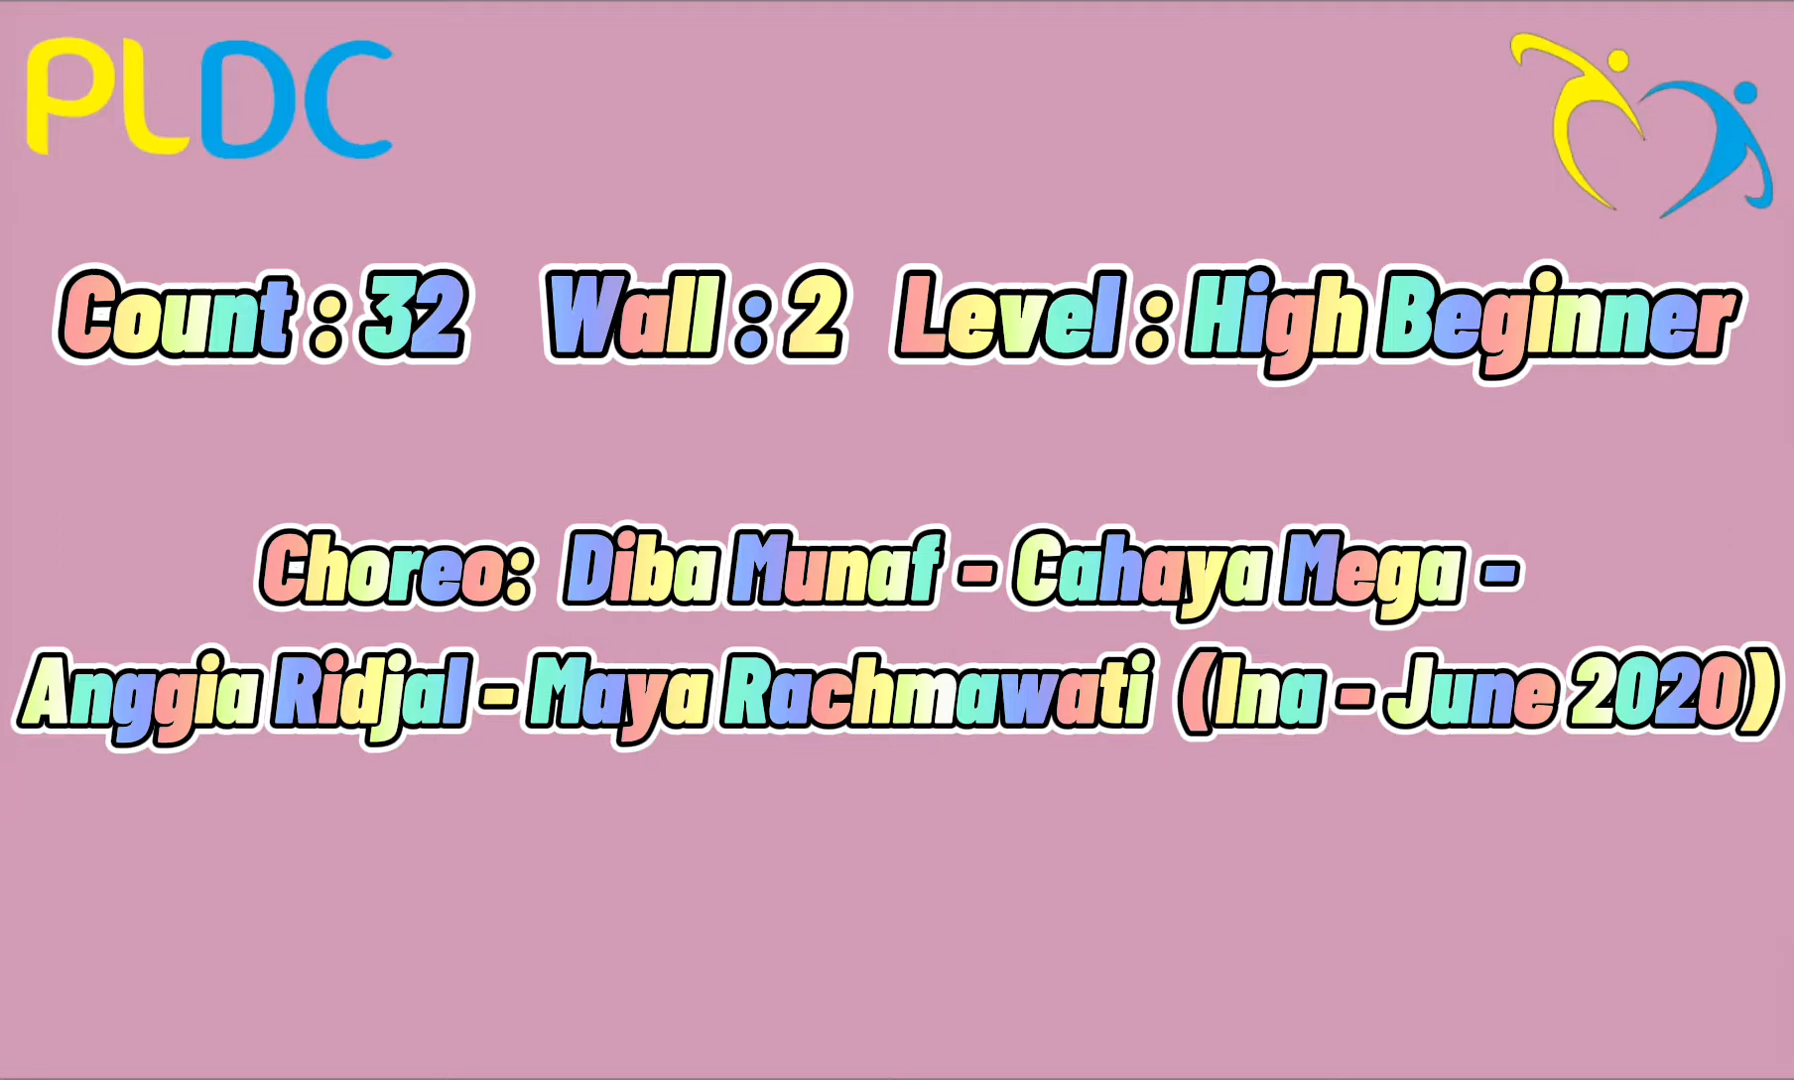 PLDC
Count : 32 Wall : 2 Level : High Beginner
Choreo: Diba Munaf - Cahaya Mega -
Anggia Ridjal - Maya Rachmawati (Ina - June 2020)